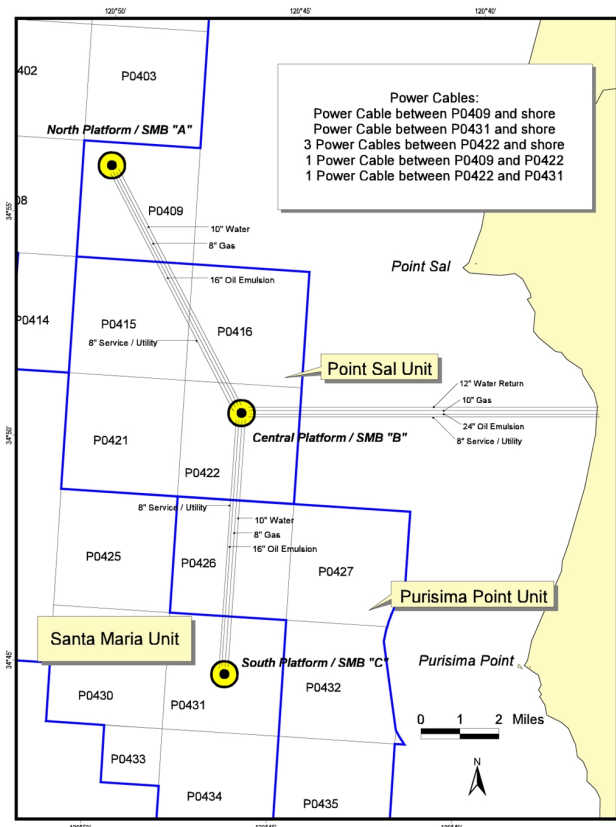 120°50'
120°45'
120°40'
402
P0403
Power Cables:
Power Cable between P0409 and shore
Power Cable between P0431 and shore
3 Power Cables between P0422 and shore
1 Power Cable between P0409 and P0422
1 Power Cable between P0422 and P0431
North Platform / SMB "A"
34°55'
08
P0409
10" Water
8" Gas
Point Sal
16" Oil Emulsion
P0414
P0415
P0416
8" Service / Utility
Point Sal Unit
12" Water Return
10" Gas
24" Oil Emulsion
8" Service / Utility
34°50'
Central Platform / SMB "B"
P0421
P0422
8" Service / Utility
10" Water
8" Gas
16" Oil Emulsion
P0425
P0426
P0427
Purisima Point Unit
Santa Maria Unit
34°45'
South Platform / SMB "C"
Purisima Point
P0430
P0431
P0432
0 1 2 Miles
N
P0433
P0434
P0435